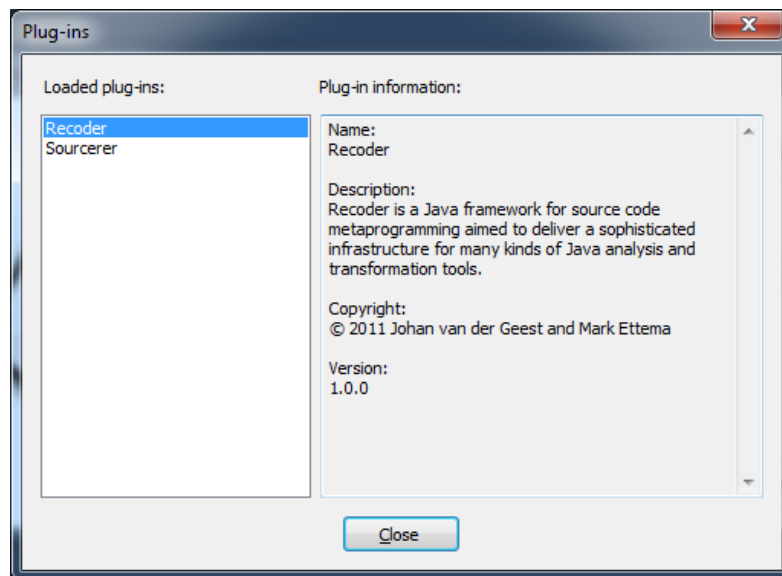 Plug-ins
Loaded plug-ins:
Plug-in information:
Recoder
Sourcerer
Name:
Recoder
Description:
Recoder is a Java framework for source code
metaprogramming aimed to deliver a sophisticated
infrastructure for many kinds of Java analysis and
transformation tools.
Copyright:
© 2011 Johan van der Geest and Mark Ettema
Version:
1.0.0
Close